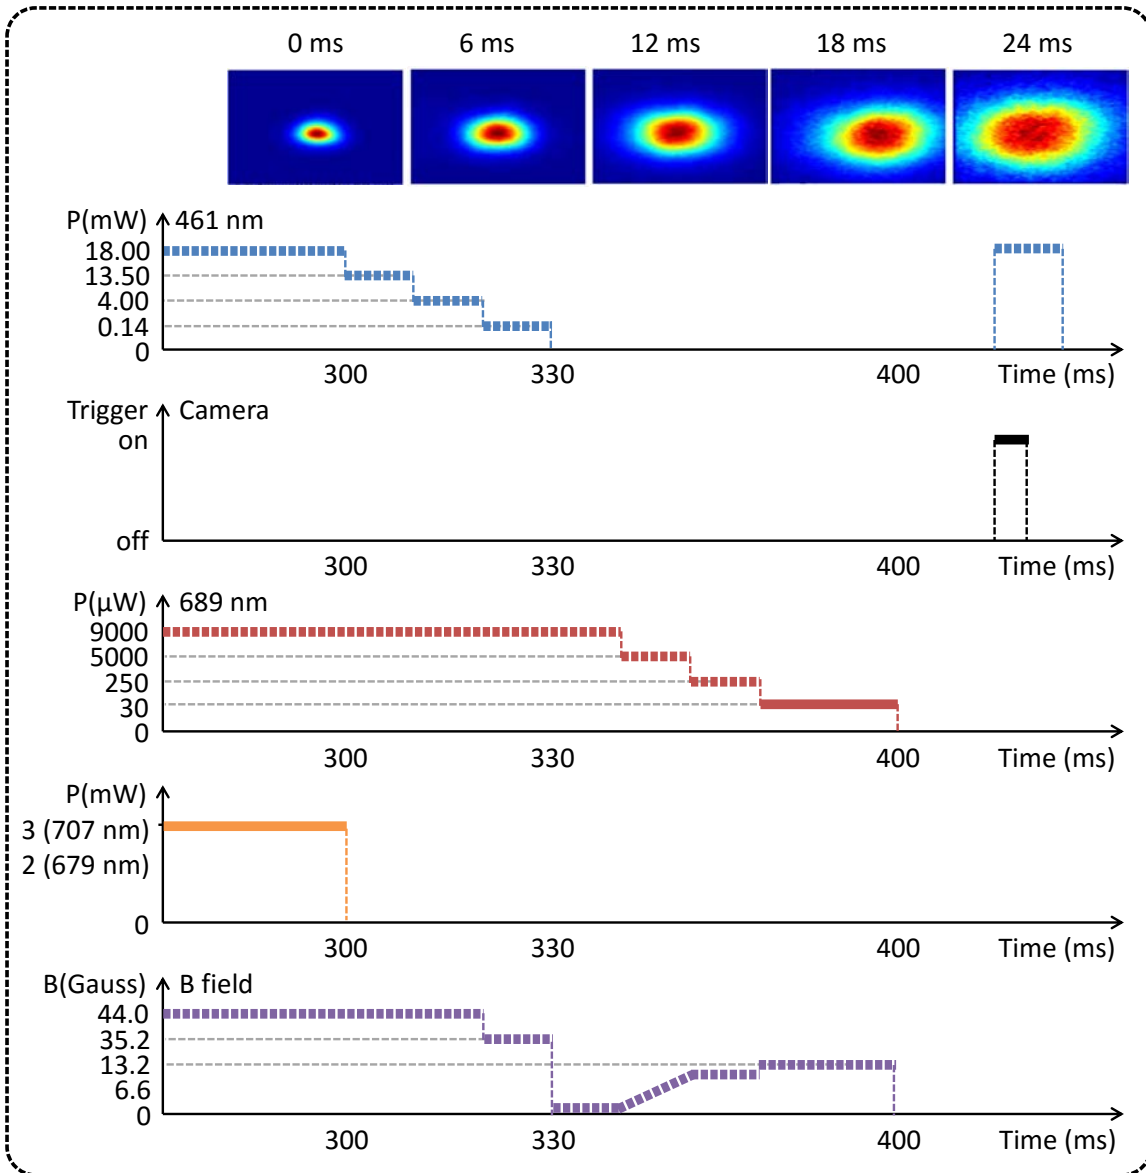 0 ms 6 ms 12 ms 18 ms 24 ms
P(mW) 461 nm
18.00
13.50
4.00
0.14
0
300 330 400 Time (ms)
Trigger Camera
on
off
300 330 400 Time (ms)
P(μW) 689 nm
9000
5000
250
30
0
300 330 400 Time (ms)
P(mW)
3 (707 nm)
2 (679 nm)
0
300 330 400 Time (ms)
B(Gauss) B field
44.0
35.2
13.2
6.6
0
300 330 400 Time (ms)